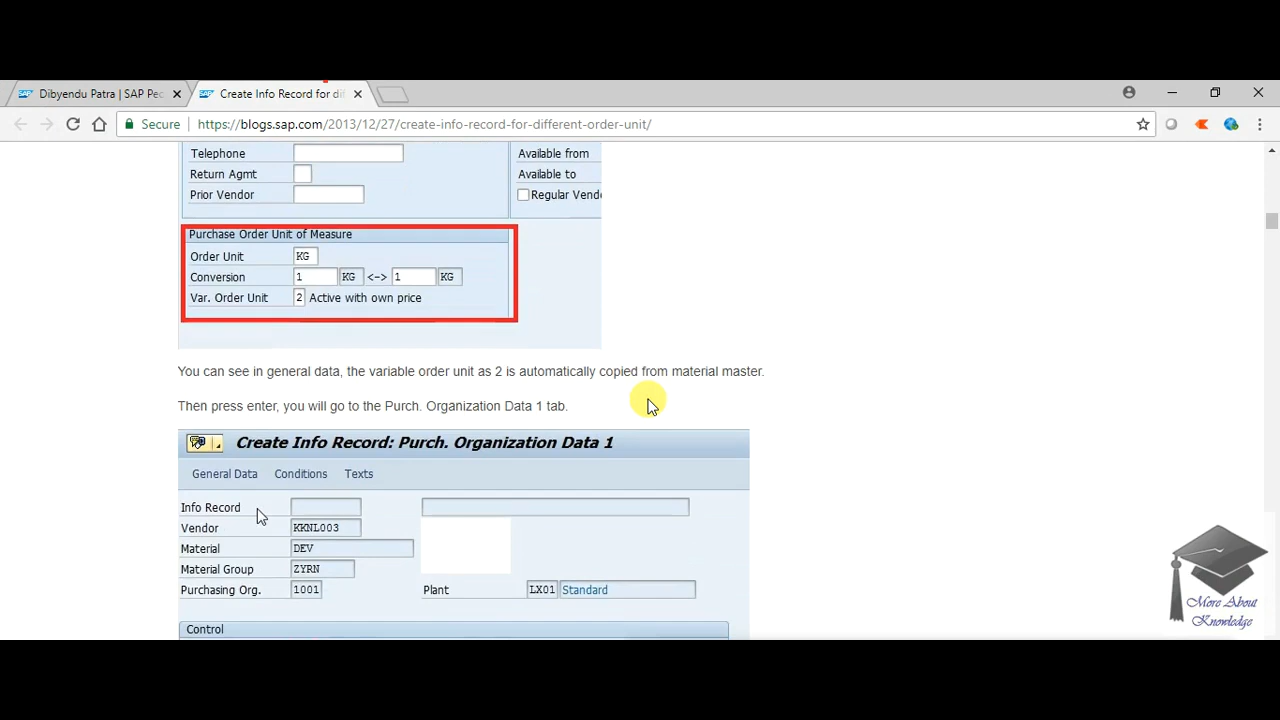 Dibyendu Patra | SAP Pec
Create Info Record for di
Secure
https://blogs.sap.com/2013/12/27/create-info-record-for-different-order-unit/
Telephone
Available from
Return Agmt
Available to
Prior Vendor
Regular Vend
Purchase Order Unit of Measure
Order Unit KG
Conversion 1 KG <-> 1 KG
Var. Order Unit 2 Active with own price
You can see in general data, the variable order unit as 2 is automatically copied from material master.
Then press enter, you will go to the Purch. Organization Data 1 tab.
Create Info Record: Purch. Organization Data 1
General Data Conditions Texts
Info Record
Vendor KKNL003
Material DEV
Material Group ZYRN
Purchasing Org. 1001 Plant LX01 Standard
Control
More About
Knowledge